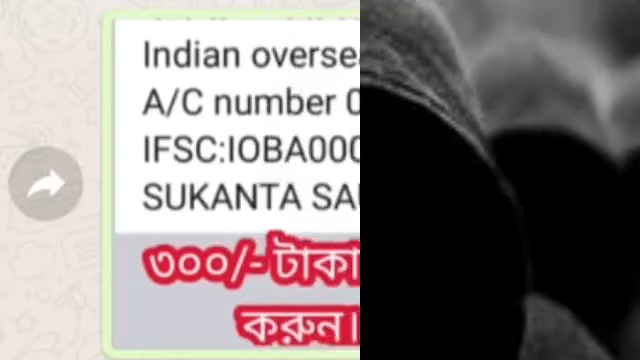 Indian overse
A/C number 0
IFSC:IOBA000
SUKANTA SA
৩০০/- টাকা
করুন।